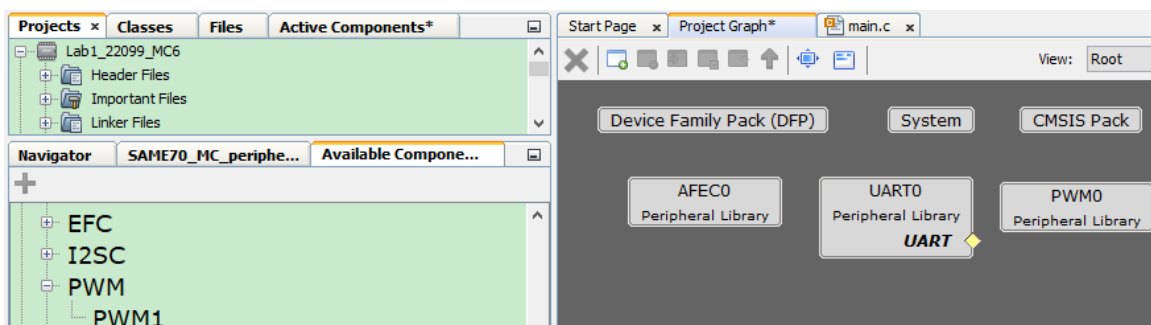 Projects x Classes Files Active Components*
Lab1_22099_MC6
Header Files
Important Files
Linker Files
Navigator SAME70_MC_periphe... Available Compone...
EFC
I2SC
PWM
PWM1
Start Page x Project Graph* x main.c x
View: Root
Device Family Pack (DFP) System CMSIS Pack
AFEC0
Peripheral Library
UART0
Peripheral Library
UART
PWM0
Peripheral Library